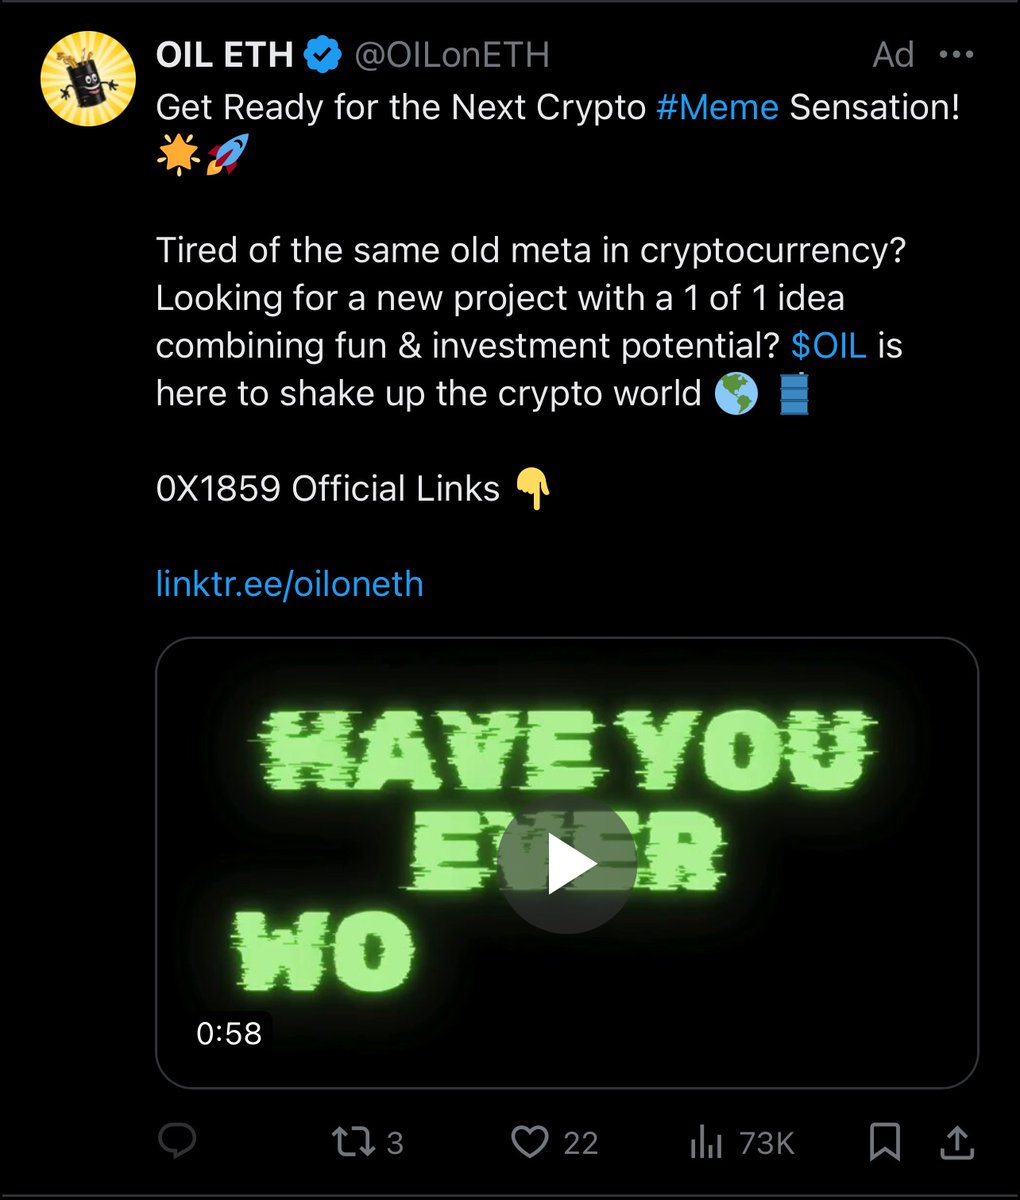 OIL ETH @OILonETH Ad
Get Ready for the Next Crypto #Meme Sensation!
🌟🚀
Tired of the same old meta in cryptocurrency?
Looking for a new project with a 1 of 1 idea
combining fun & investment potential? $OIL is
here to shake up the crypto world 🌎 🛢️
0X1859 Official Links 👇
linktr.ee/oiloneth
HAVE YOU
EVER
WO
0:58
3 22 73K